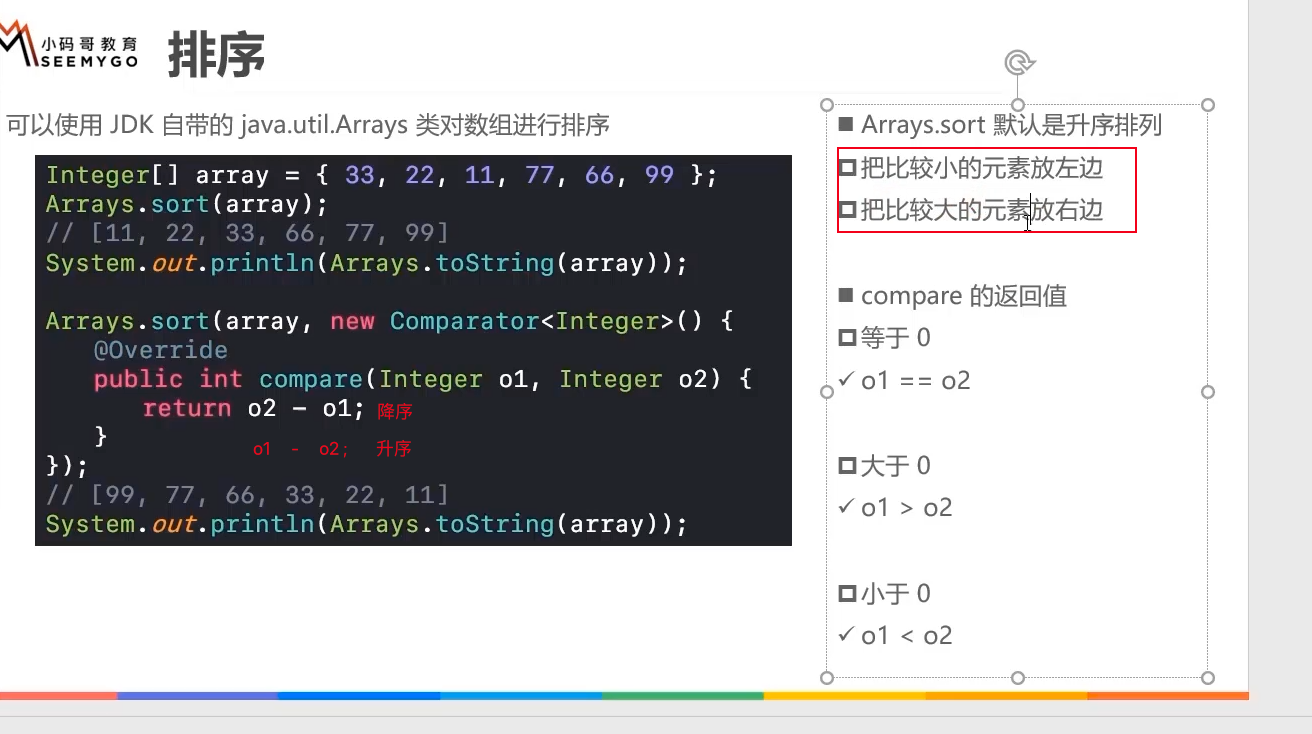 小码哥教育
SEEMYGO
排序
可以使用 JDK 自带的 java.util.Arrays 类对数组进行排序
Integer[] array = { 33, 22, 11, 77, 66, 99 };
Arrays.sort(array);
// [11, 22, 33, 66, 77, 99]
System.out.println(Arrays.toString(array));
Arrays.sort(array, new Comparator<Integer>() {
@Override
public int compare(Integer o1, Integer o2) {
return o2 - o1; 降序
}
o1 - o2; 升序
});
// [99, 77, 66, 33, 22, 11]
System.out.println(Arrays.toString(array));
Arrays.sort 默认是升序排列
把比较小的元素放左边
把比较大的元素放右边
compare 的返回值
等于 0
✓ o1 == o2
大于 0
✓ o1 > o2
小于 0
✓ o1 < o2